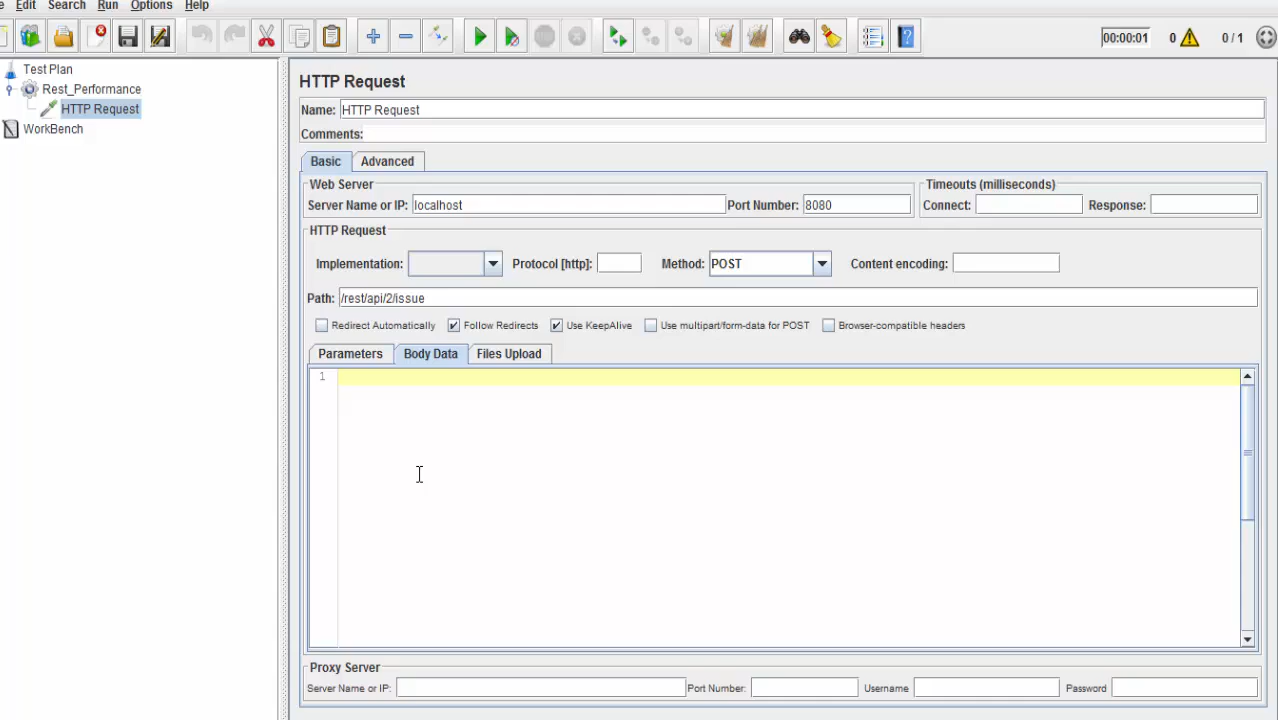 Edit Search Run Options Help
00:00:01 0 0 / 1
Test Plan
Rest_Performance
HTTP Request
WorkBench
HTTP Request
Name: HTTP Request
Comments:
Basic Advanced
Web Server
Server Name or IP: localhost Port Number: 8080
Timeouts (milliseconds)
Connect: Response:
HTTP Request
Implementation: Protocol [http]: Method: POST Content encoding:
Path: /rest/api/2/issue
Redirect Automatically Follow Redirects Use KeepAlive Use multipart/form-data for POST Browser-compatible headers
Parameters Body Data Files Upload
1
Proxy Server
Server Name or IP: Port Number: Username Password